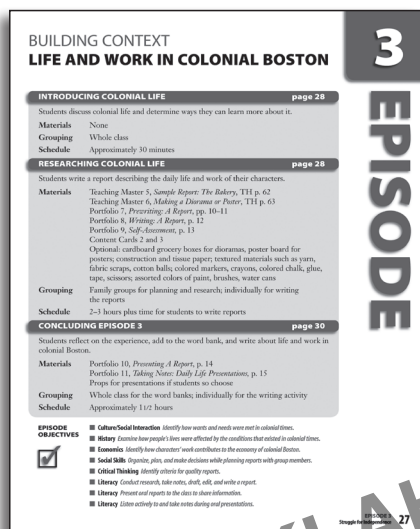 BUILDING CONTEXT
LIFE AND WORK IN COLONIAL BOSTON
3
EPISODE
INTRODUCING COLONIAL LIFE page 28
Students discuss colonial life and determine ways they can learn more about it.
Materials None
Grouping Whole class
Schedule Approximately 30 minutes
RESEARCHING COLONIAL LIFE page 28
Students write a report describing the daily life and work of their characters.
Materials Teaching Master 5, Sample Report: The Bakery, TH p. 62
Teaching Master 6, Making a Diorama or Poster, TH p. 63
Portfolio 7, Prewriting: A Report, pp. 10–11
Portfolio 8, Writing: A Report, p. 12
Portfolio 9, Self-Assessment, p. 13
Content Cards 2 and 3
Optional: cardboard grocery boxes for dioramas, poster board for
posters; construction and tissue paper; textured materials such as yarn,
fabric scraps, cotton balls; colored markers, crayons, colored chalk, glue,
tape, scissors; assorted colors of paint, brushes, water cans
Grouping Family groups for planning and research; individually for writing
the reports
Schedule 2–3 hours plus time for students to write reports
CONCLUDING EPISODE 3 page 30
Students reflect on the experience, add to the word bank, and write about life and work in
colonial Boston.
Materials Portfolio 10, Presenting A Report, p. 14
Portfolio 11, Taking Notes: Daily Life Presentations, p. 15
Props for presentations if students so choose
Grouping Whole class for the word banks; individually for the writing activity
Schedule Approximately 11/2 hours
EPISODE
OBJECTIVES
■ Culture/Social Interaction Identify how wants and needs were met in colonial times.
■ History Examine how people's lives were affected by the conditions that existed in colonial times.
■ Economics Identify how characters' work contributes to the economy of colonial Boston.
■ Social Skills Organize, plan, and make decisions while planning reports with group members.
■ Critical Thinking Identify criteria for quality reports.
■ Literacy Conduct research, take notes, draft, edit, and write a report.
■ Literacy Present oral reports to the class to share information.
■ Literacy Listen actively to and take notes during oral presentations.
EPISODE 3
Struggle for Independence 27